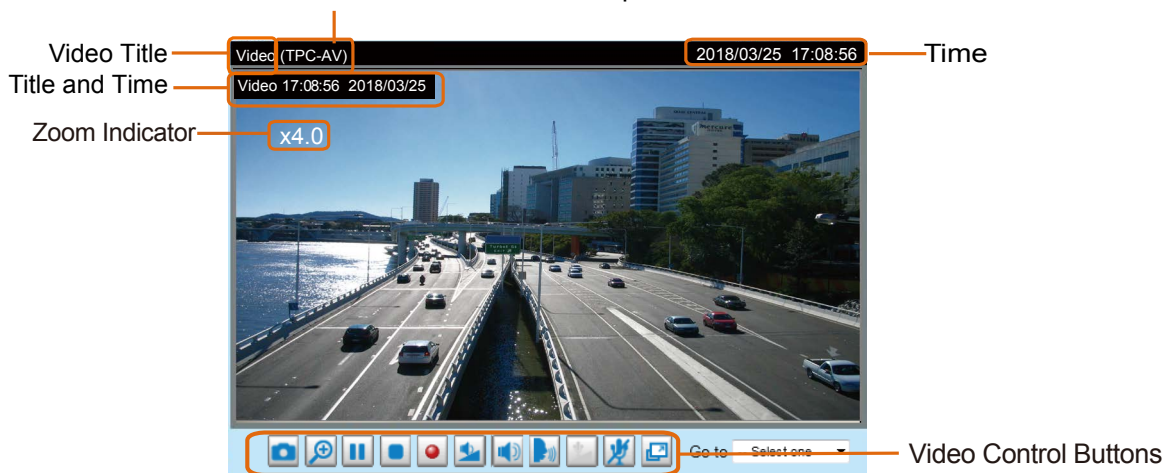 Video Title
Video (TPC-AV)
2018/03/25 17:08:56
Time
Title and Time
Video 17:08:56 2018/03/25
Zoom Indicator
x4.0
mercure
Go to
Select one
Video Control Buttons